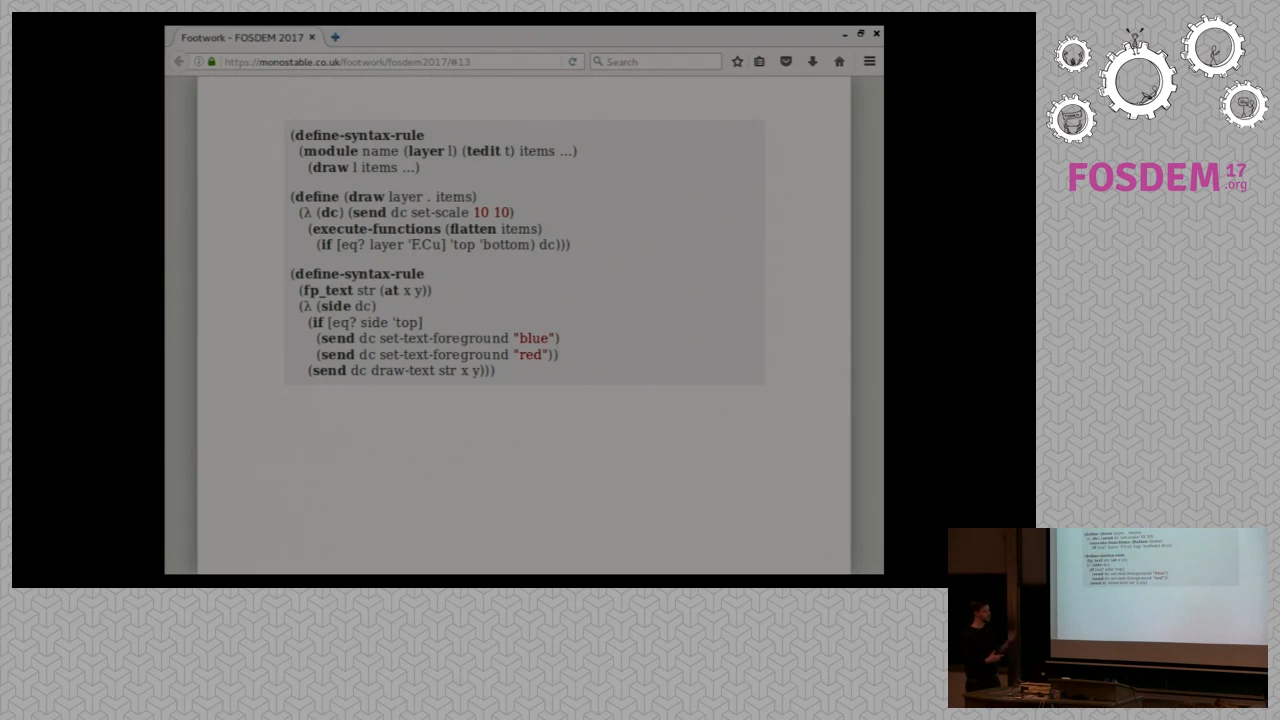 Footwork - FOSDEM 2017
https://monostable.co.uk/footwork/fosdem2017/#13
Search
(define-syntax-rule
(module name (layer l) (tedit t) items ...)
(draw l items ...)
(define (draw layer . items)
(λ (dc) (send dc set-scale 10 10)
(execute-functions (flatten items)
(if [eq? layer 'F.Cu] 'top 'bottom) dc)))
(define-syntax-rule
(fp_text str (at x y))
(λ (side dc)
(if [eq? side 'top]
(send dc set-text-foreground "blue")
(send dc set-text-foreground "red"))
(send dc draw-text str x y)))
FOSDEM 17
.org